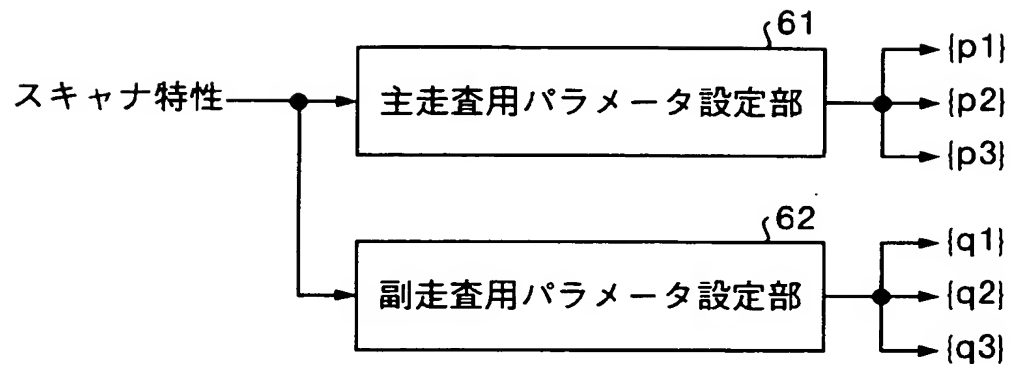 61
スキャナ特性
主走査用パラメータ設定部
{p1}
{p2}
{p3}
62
副走査用パラメータ設定部
{q1}
{q2}
{q3}